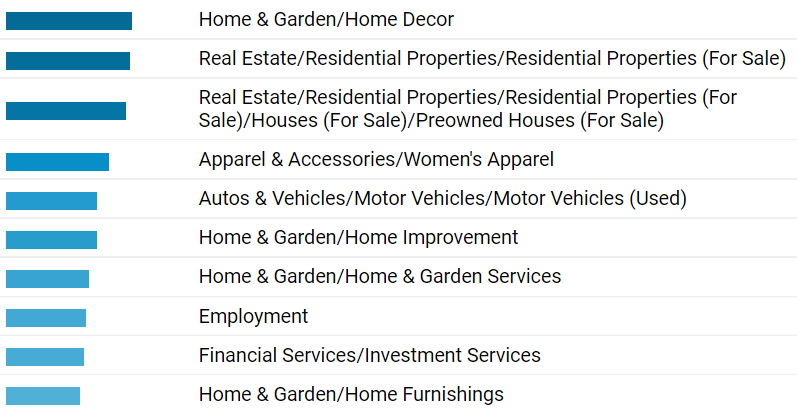 Home & Garden/Home Decor
Real Estate/Residential Properties/Residential Properties (For Sale)
Real Estate/Residential Properties/Residential Properties (For
Sale)/Houses (For Sale)/Preowned Houses (For Sale)
Apparel & Accessories/Women's Apparel
Autos & Vehicles/Motor Vehicles/Motor Vehicles (Used)
Home & Garden/Home Improvement
Home & Garden/Home & Garden Services
Employment
Financial Services/Investment Services
Home & Garden/Home Furnishings